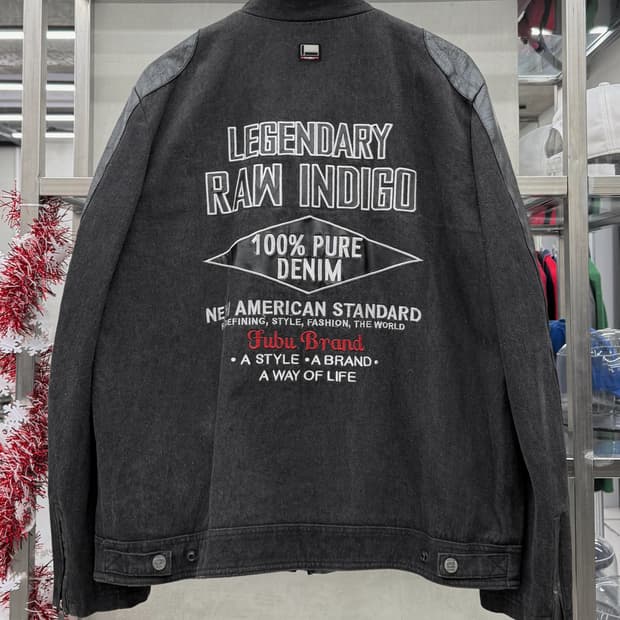 LEGENDARY
RAW INDIGO
100% PURE
DENIM
NEW AMERICAN STANDARD
REDEFINING, STYLE, FASHION, THE WORLD
Fubu Brand
• A STYLE • A BRAND •
A WAY OF LIFE